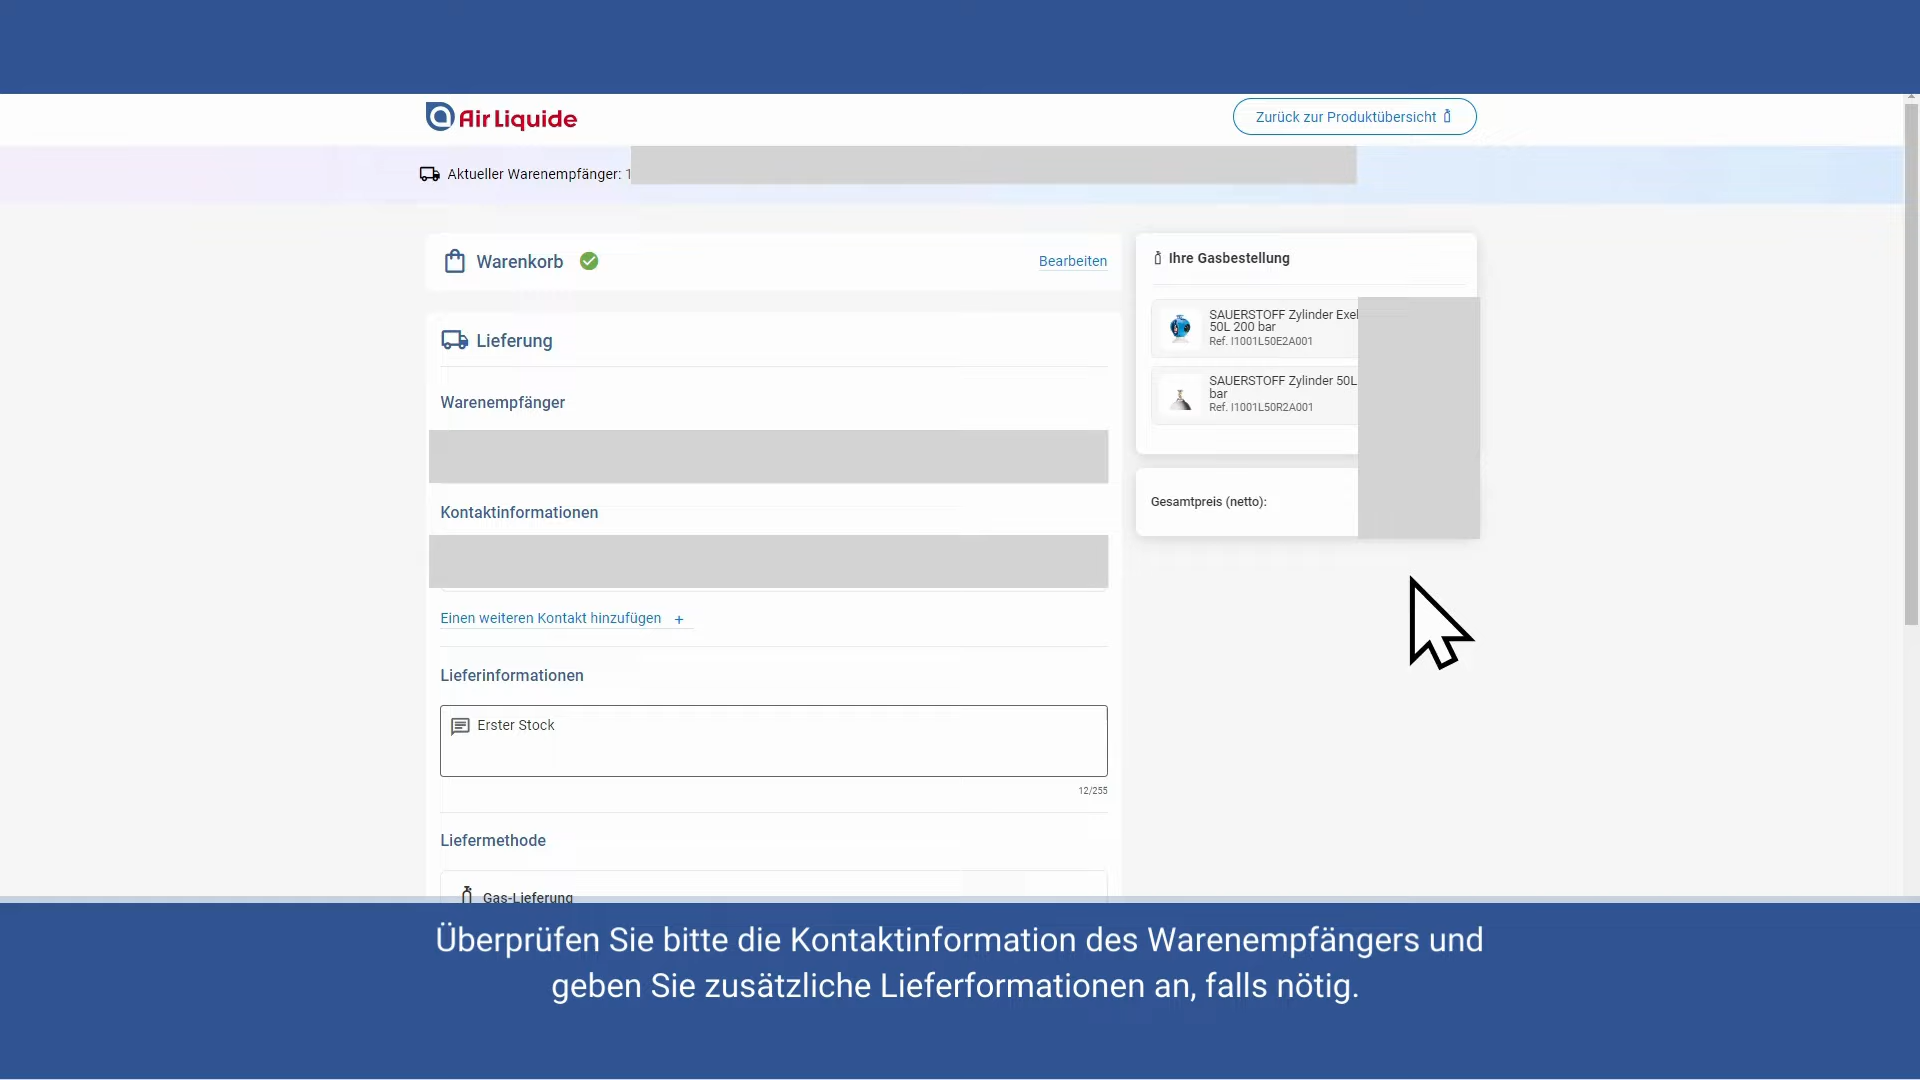 Air Liquide
Zurück zur Produktübersicht
Aktueller Warenempfänger: 1
Warenkorb
Bearbeiten
Lieferung
Warenempfänger
Kontaktinformationen
Einen weiteren Kontakt hinzufügen +
Lieferinformationen
Erster Stock
12/255
Liefermethode
Gas-Lieferung
Ihre Gasbestellung
SAUERSTOFF Zylinder
50L 200 bar
Ref. I1001L50E2A001
SAUERSTOFF Zylinder 50L
bar
Ref. I1001L50R2A001
Gesamtpreis (netto):
Überprüfen Sie bitte die Kontaktinformation des Warenempfängers und
geben Sie zusätzliche Lieferformationen an, falls nötig.